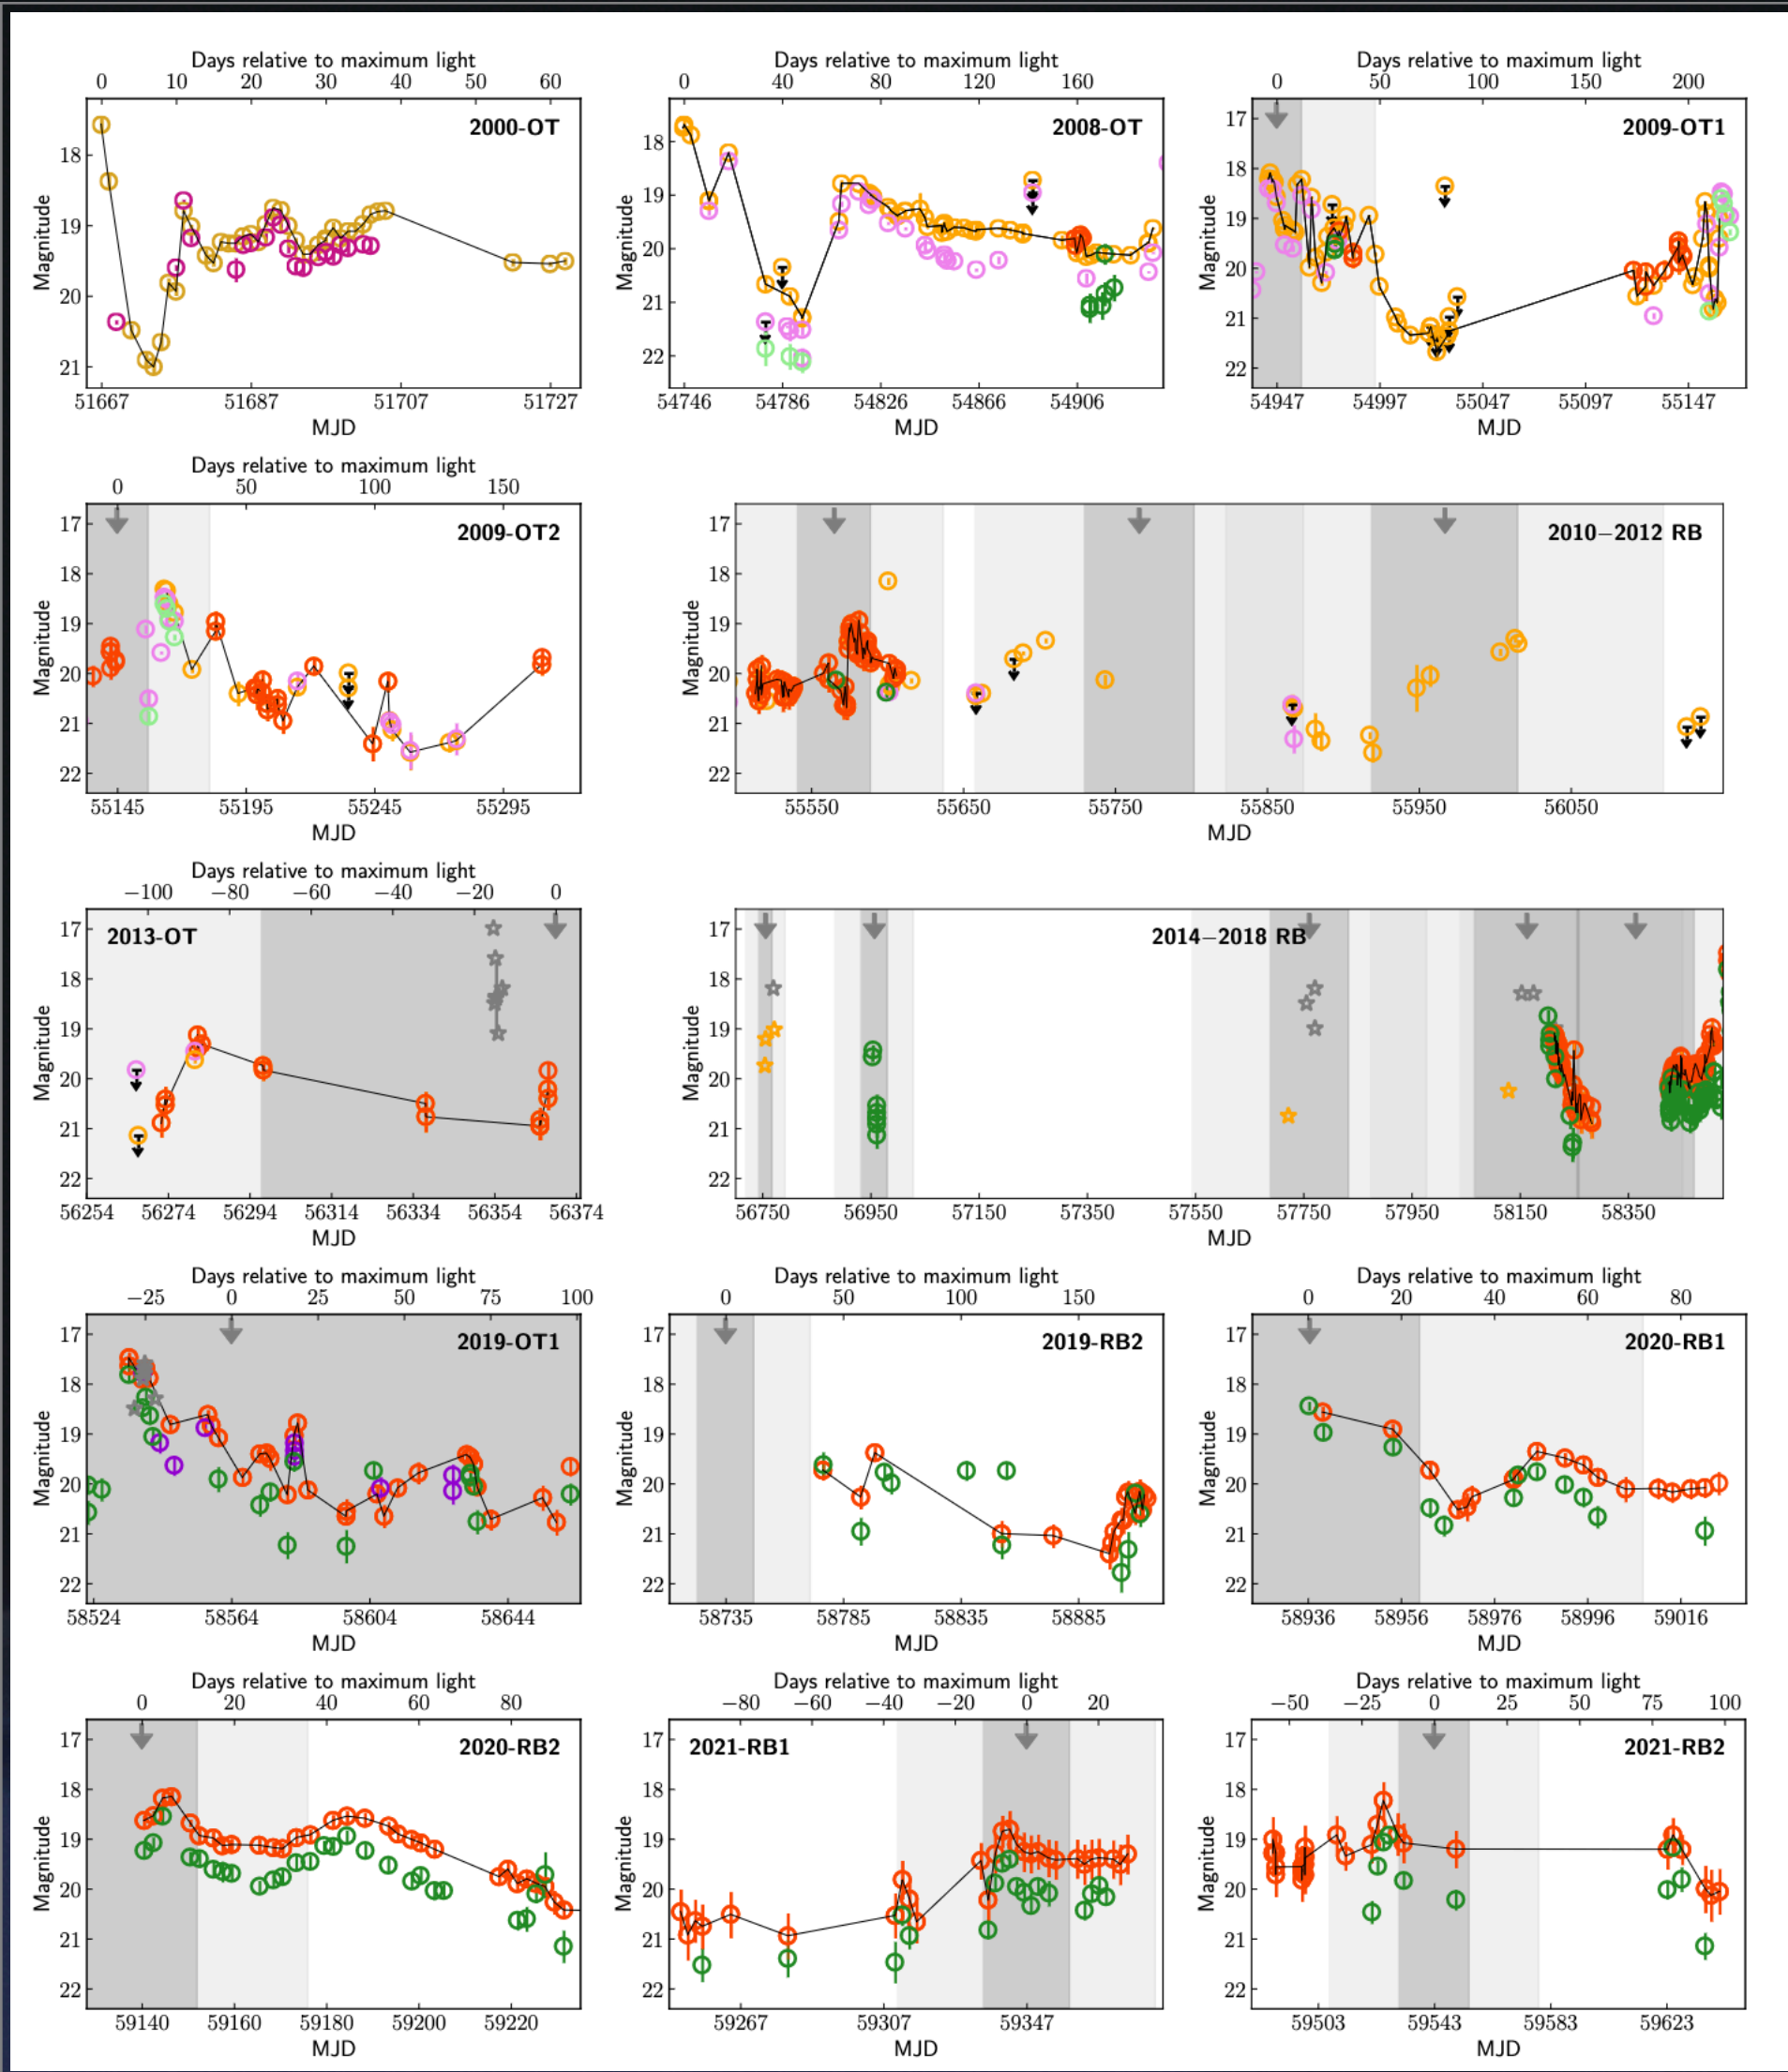 Days relative to maximum light Days relative to maximum light Days relative to maximum light
0 10 20 30 40 50 60 0 40 80 120 160 0 50 100 150 200
2000-OT 2008-OT 2009-OT1
Magnitude Magnitude Magnitude
18 19 20 21
18 19 20 21 22
17 18 19 20 21 22
51667 51687 51707 51727 54746 54786 54826 54866 54906 54947 54997 55047 55097 55147
MJD MJD MJD
Days relative to maximum light
0 50 100 150
2009-OT2 2010−2012 RB
Magnitude Magnitude
17 18 19 20 21 22
17 18 19 20 21 22
55145 55195 55245 55295 55550 55650 55750 55850 55950 56050
MJD MJD
Days relative to maximum light
−100 −80 −60 −40 −20 0
2013-OT 2014−2018 RB
Magnitude Magnitude
17 18 19 20 21 22
17 18 19 20 21 22
56254 56274 56294 56314 56334 56354 56374 56750 56950 57150 57350 57550 57750 57950 58150 58350
MJD MJD
Days relative to maximum light Days relative to maximum light Days relative to maximum light
−25 0 25 50 75 100 0 50 100 150 0 20 40 60 80
2019-OT1 2019-RB2 2020-RB1
Magnitude Magnitude Magnitude
17 18 19 20 21 22
17 18 19 20 21 22
17 18 19 20 21 22
58524 58564 58604 58644 58735 58785 58835 58885 58936 58956 58976 58996 59016
MJD MJD MJD
Days relative to maximum light Days relative to maximum light Days relative to maximum light
0 20 40 60 80 −80 −60 −40 −20 0 20 −50 −25 0 25 50 75 100
2020-RB2 2021-RB1 2021-RB2
Magnitude Magnitude Magnitude
17 18 19 20 21 22
17 18 19 20 21 22
17 18 19 20 21 22
59140 59160 59180 59200 59220 59267 59307 59347 59503 59543 59583 59623
MJD MJD MJD